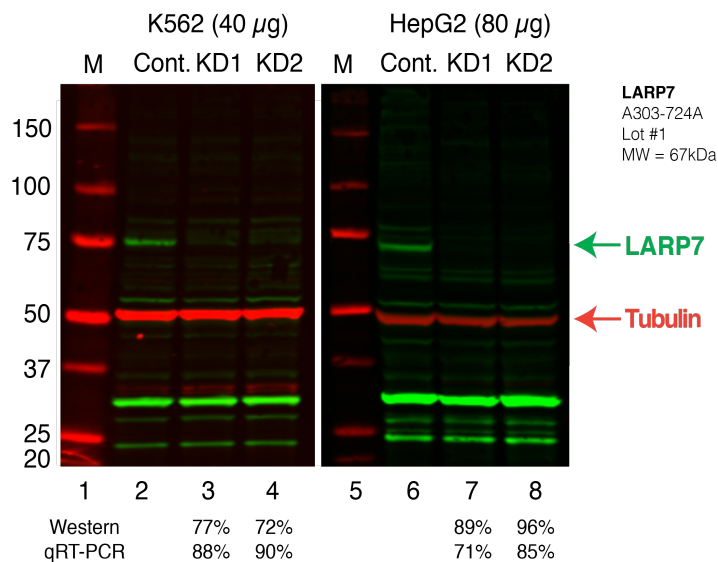 K562 (40 µg) HepG2 (80 µg)
M Cont. KD1 KD2 M Cont. KD1 KD2
LARP7
A303-724A
Lot #1
MW = 67kDa
150
100
75
LARP7
50
Tubulin
37
25
20
1 2 3 4 5 6 7 8
Western 77% 72% 89% 96%
qRT-PCR 88% 90% 71% 85%